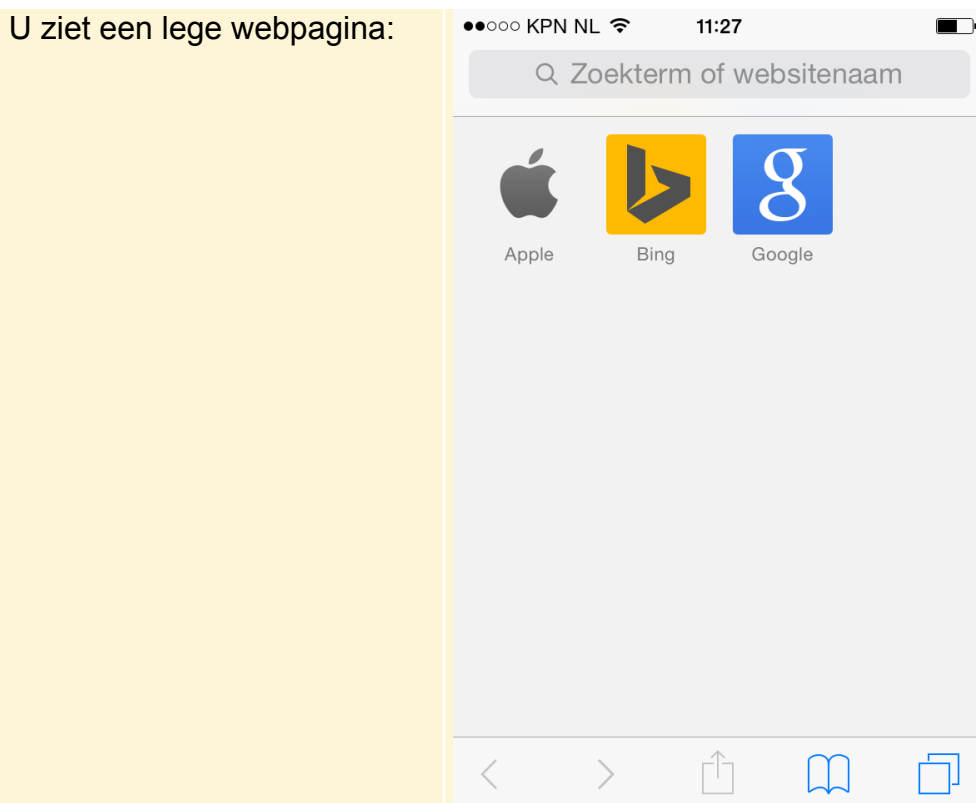 U ziet een lege webpagina:
KPN NL 11:27
Zoekterm of websitenaam
Apple Bing Google